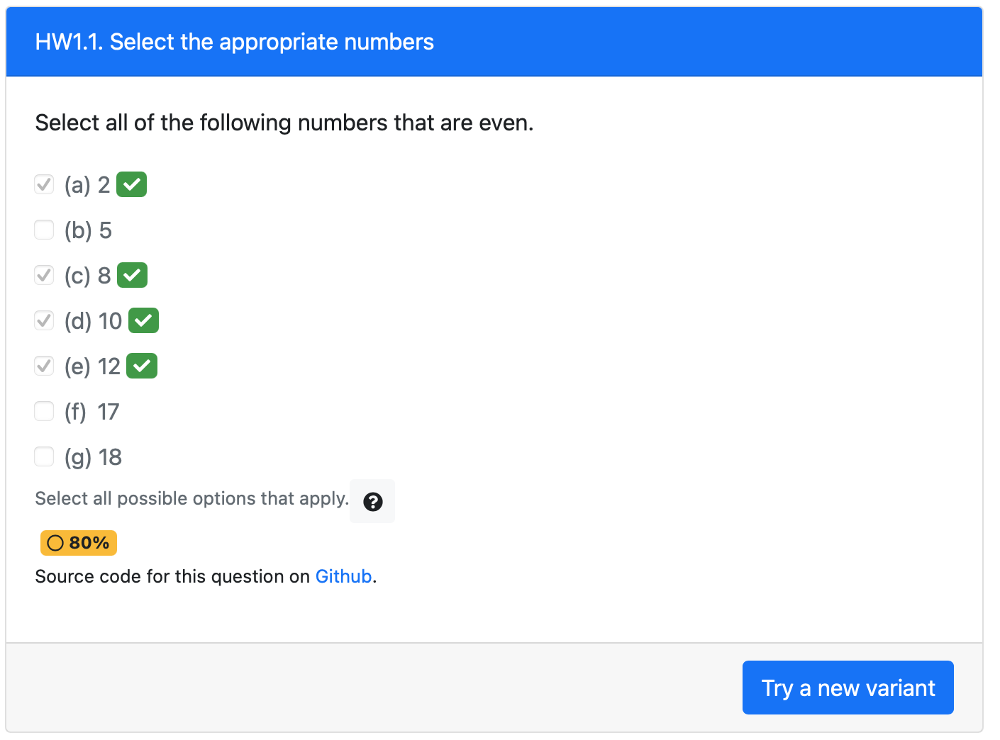 HW1.1. Select the appropriate numbers
Select all of the following numbers that are even.
(a) 2
(b) 5
(c) 8
(d) 10
(e) 12
(f) 17
(g) 18
Select all possible options that apply. ?
80%
Source code for this question on Github.
Try a new variant